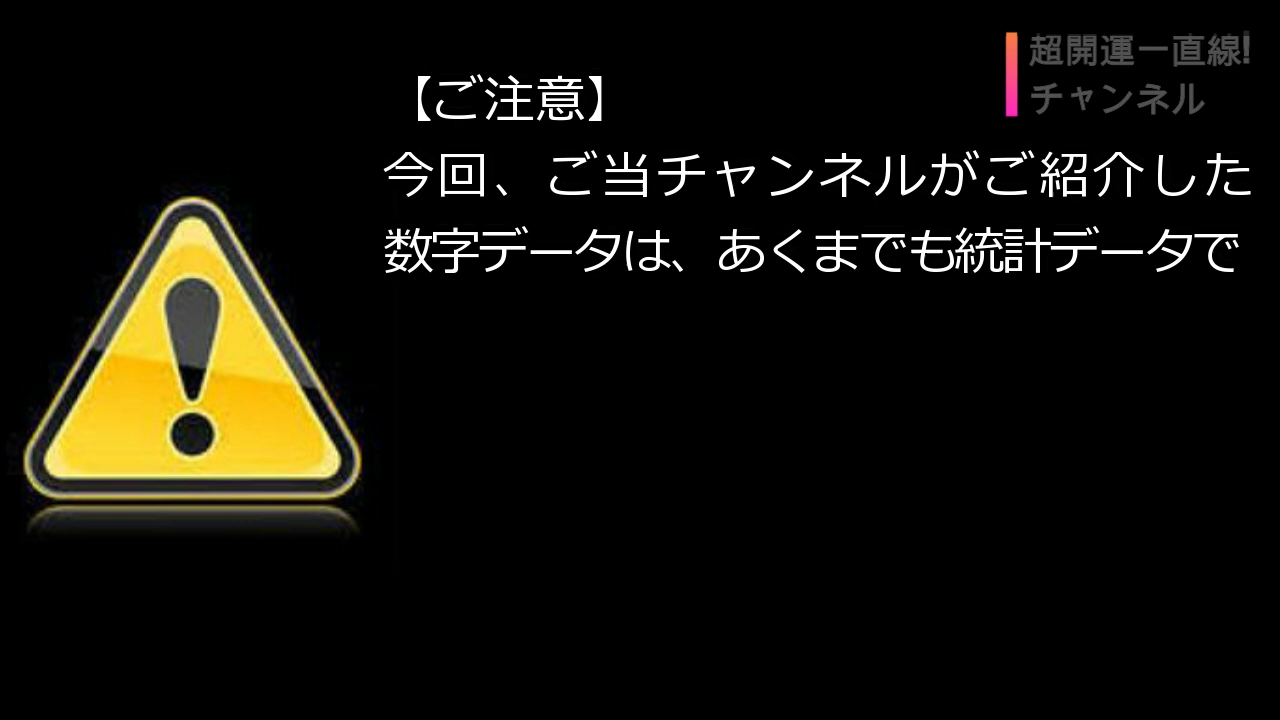 超開運一直線!
チャンネル
【ご注意】
今回、ご当チャンネルがご紹介した
数字データは、あくまでも統計データで